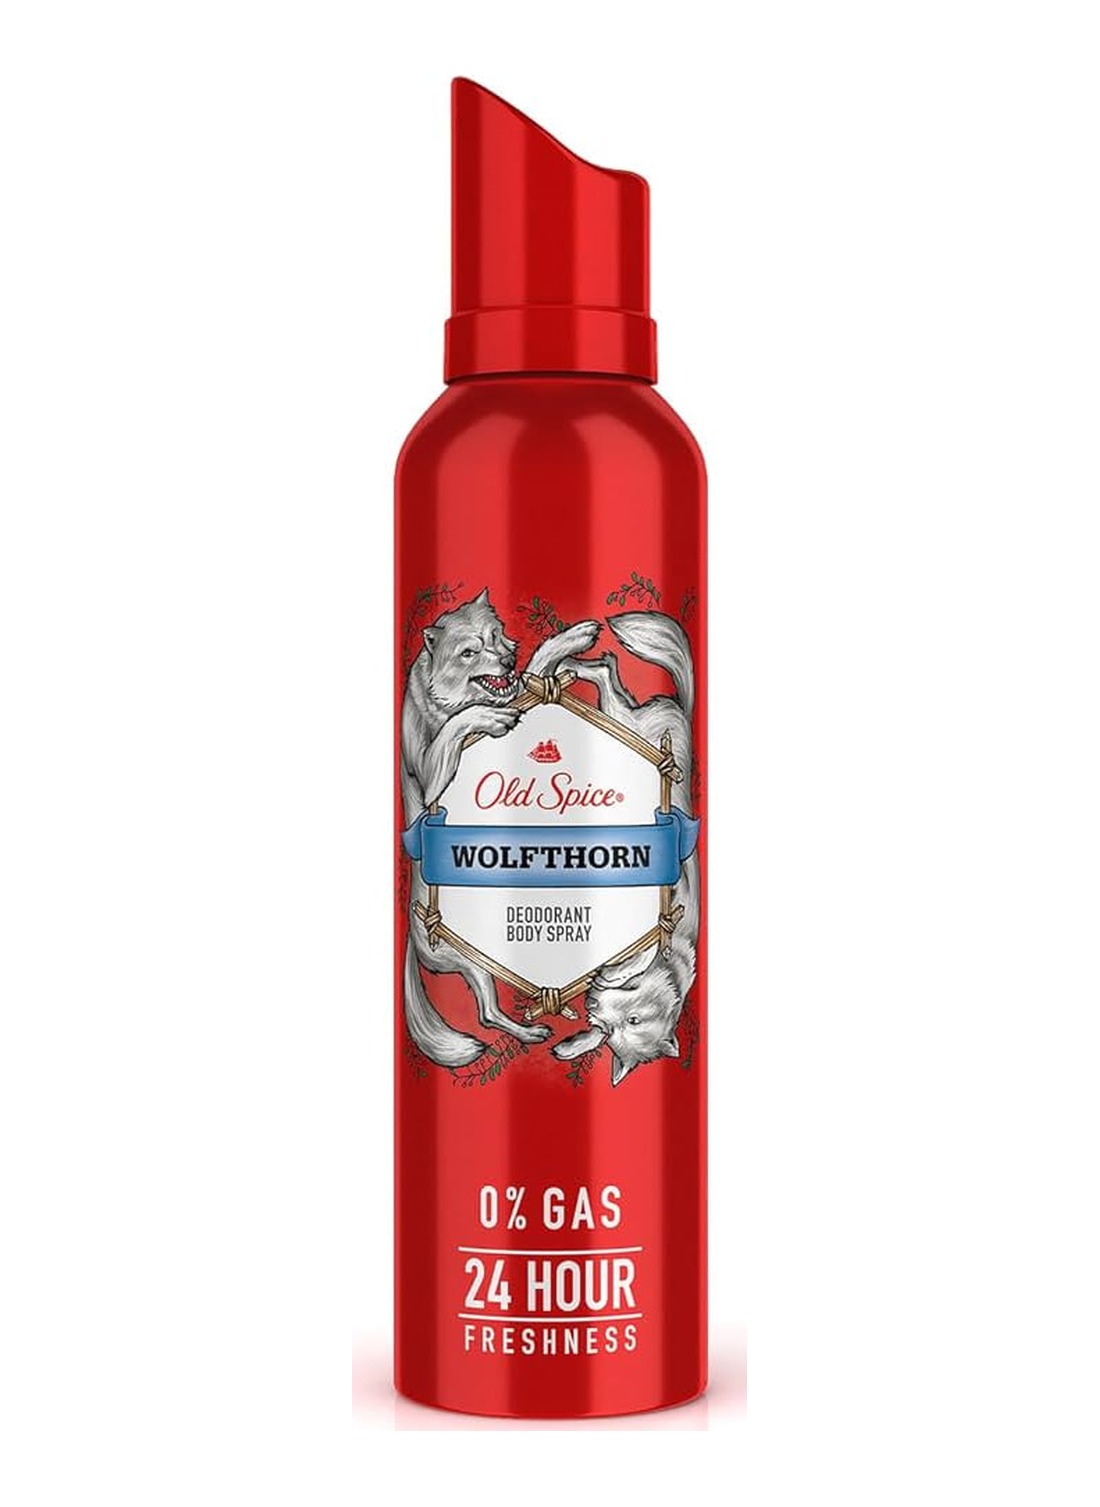 Old Spice®
WOLFTHORN
DEODORANT
BODY SPRAY
0% GAS
24 HOUR
FRESHNESS